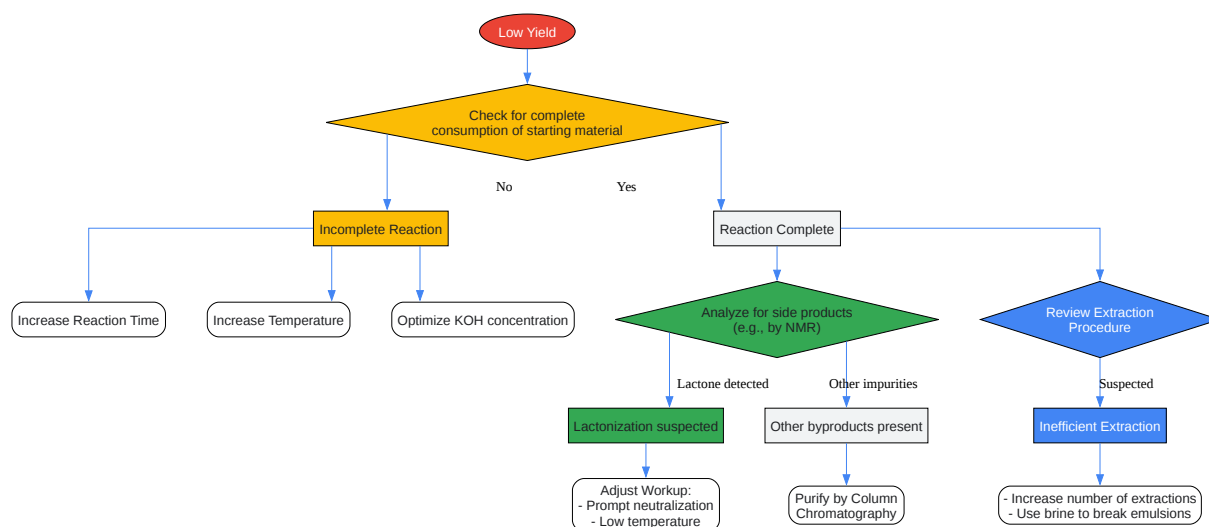 Low Yield
Check for complete
consumption of starting material
No
Yes
Incomplete Reaction
Reaction Complete
Increase Reaction Time
Increase Temperature
Optimize KOH concentration
Analyze for side products
(e.g., by NMR)
Review Extraction
Procedure
Lactone detected
Other impurities
Suspected
Lactonization suspected
Other byproducts present
Inefficient Extraction
Adjust Workup:
- Prompt neutralization
- Low temperature
Purify by Column
Chromatography
- Increase number of extractions
- Use brine to break emulsions